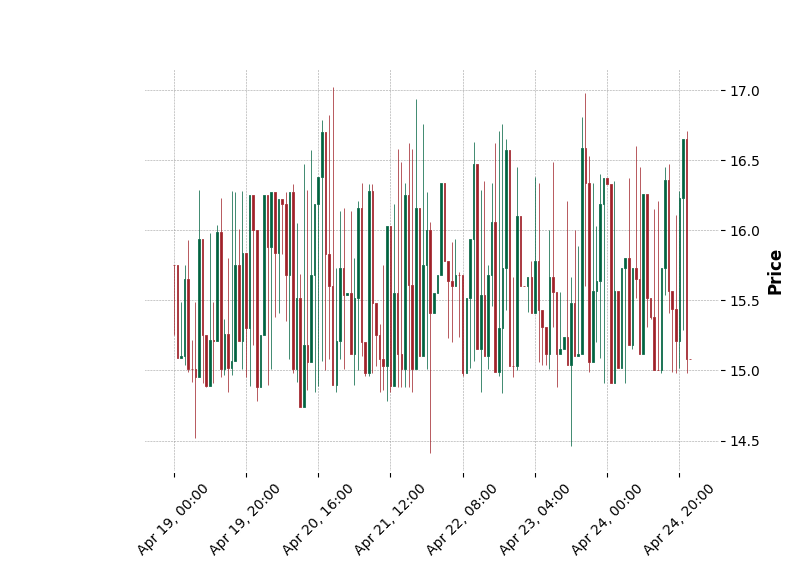 17.0
16.5
16.0
15.5
15.0
14.5
Price
Apr 19, 00:00
Apr 19, 20:00
Apr 20, 16:00
Apr 21, 12:00
Apr 22, 08:00
Apr 23, 04:00
Apr 24, 00:00
Apr 24, 20:00